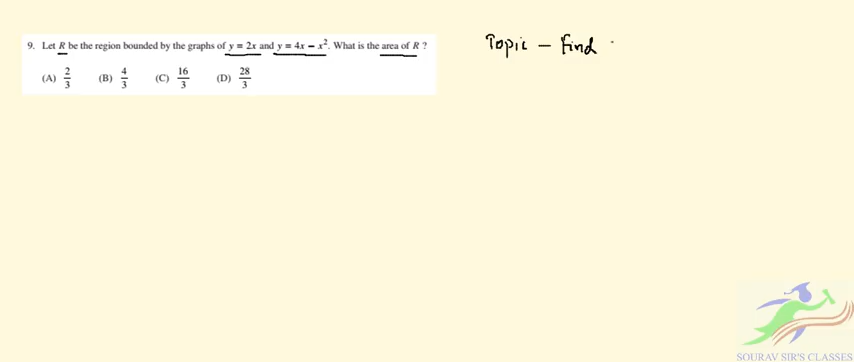 9. Let R be the region bounded by the graphs of y = 2x and y = 4x − x². What is the area of R ?
(A) 2/3 (B) 4/3 (C) 16/3 (D) 28/3
Topic - Find
SOURAV SIR'S CLASSES